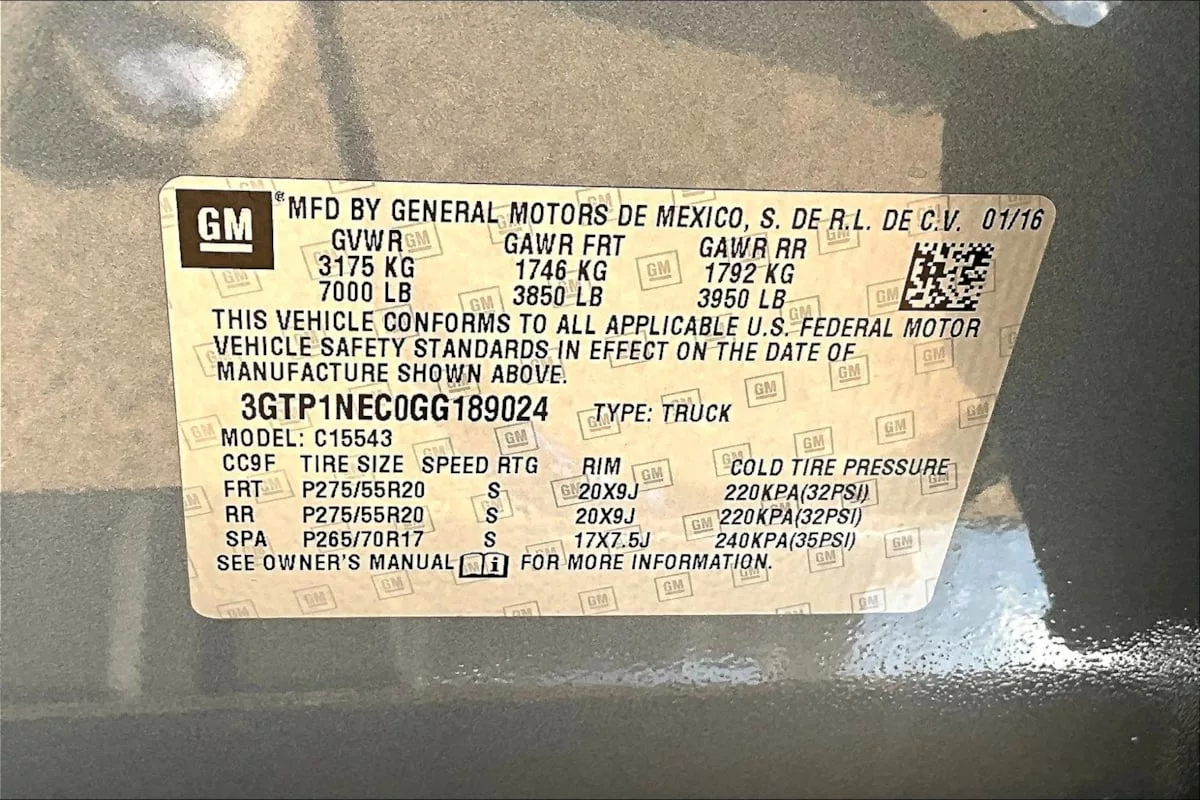 GM
® MFD BY GENERAL MOTORS DE MEXICO, S. DE R.L. DE C.V. 01/16
GVWR GAWR FRT GAWR RR
3175 KG 1746 KG 1792 KG
7000 LB 3850 LB 3950 LB
THIS VEHICLE CONFORMS TO ALL APPLICABLE U.S. FEDERAL MOTOR
VEHICLE SAFETY STANDARDS IN EFFECT ON THE DATE OF
MANUFACTURE SHOWN ABOVE.
3GTP1NEC0GG189024 TYPE: TRUCK
MODEL: C15543
CC9F TIRE SIZE SPEED RTG RIM COLD TIRE PRESSURE
FRT P275/55R20 S 20X9J 220KPA(32PSI)
RR P275/55R20 S 20X9J 220KPA(32PSI)
SPA P265/70R17 S 17X7.5J 240KPA(35PSI)
SEE OWNER'S MANUAL i FOR MORE INFORMATION.